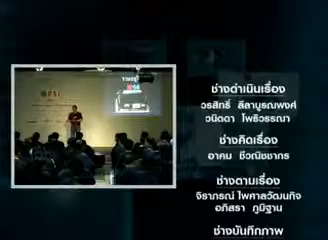 ช่างดำเนินเรื่อง
วรสิทธิ์ ลีลาบูรณพงศ์
วนิดดา โพธิวรรณา
ช่างคิดเรื่อง
อาคม ชีวณิชชากร
ช่างตามเรื่อง
จิราภรณ์ ไพศาลวัฒนกิจ
อภิสรา ภูมิฐาน
ช่างบันทึกภาพ